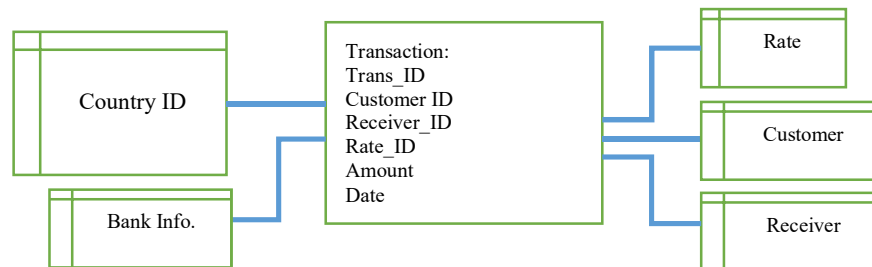 Country ID
Bank Info.
Transaction:
Trans_ID
Customer ID
Receiver_ID
Rate_ID
Amount
Date
Rate
Customer
Receiver